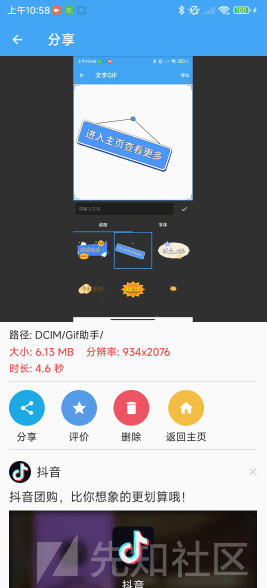 上午10:58
分享
上午10:58
文字GIF
导出
进入主页查看更多
请输入文字
字体
路径: DCIM/Gif助手/
大小: 6.13 MB 分辨率: 934x2076
时长: 4.6 秒
分享 评价 删除 返回主页
抖音
抖音团购，比你想象的更划算哦！
抖音
先知社区